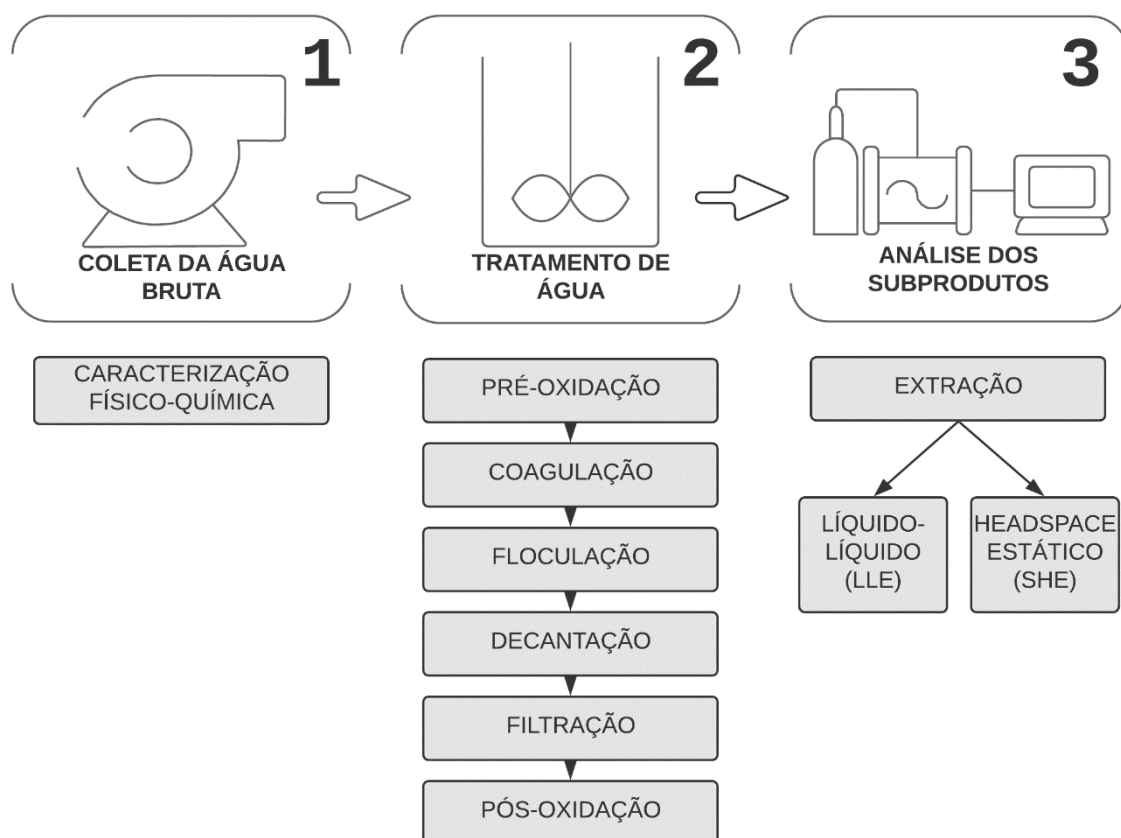 1
COLETA DA ÁGUA
BRUTA
CARACTERIZAÇÃO
FÍSICO-QUÍMICA
2
TRATAMENTO DE
ÁGUA
PRÉ-OXIDAÇÃO
COAGULAÇÃO
FLOCULAÇÃO
DECANTAÇÃO
FILTRAÇÃO
PÓS-OXIDAÇÃO
3
ANÁLISE DOS
SUBPRODUTOS
EXTRAÇÃO
LÍQUIDO-
LÍQUIDO
(LLE)
HEADSPACE
ESTÁTICO
(SHE)